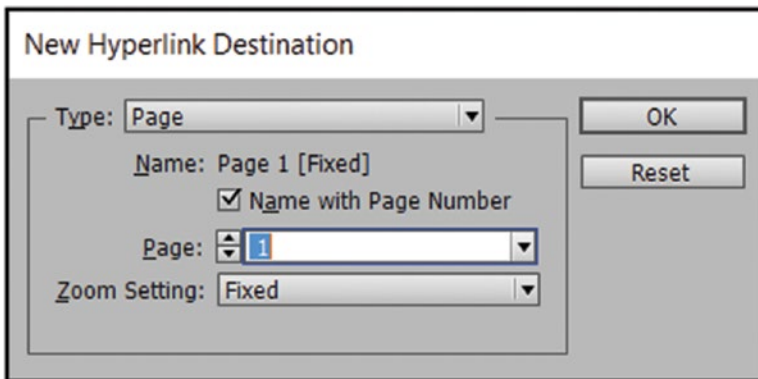 New Hyperlink Destination
Type: Page
OK
Name: Page 1 [Fixed]
Reset
Name with Page Number
Page: 1
Zoom Setting: Fixed